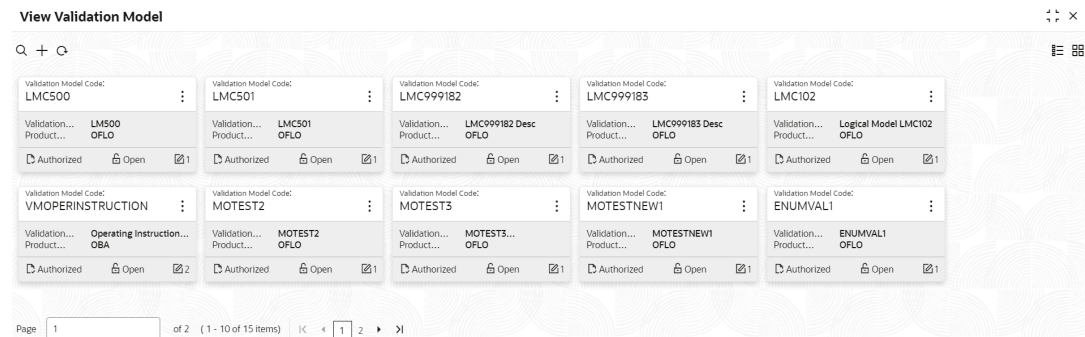 View Validation Model
Validation Model Code:
LMC500
Validation... LM500
Product... OFLO
Authorized Open 1
Validation Model Code:
LMC501
Validation... LMC501
Product... OFLO
Authorized Open 1
Validation Model Code:
LMC999182
Validation... LMC999182 Desc
Product... OFLO
Authorized Open 1
Validation Model Code:
LMC999183
Validation... LMC999183 Desc
Product... OFLO
Authorized Open 1
Validation Model Code:
LMC102
Validation... Logical Model LMC102
Product... OFLO
Authorized Open 1
Validation Model Code:
VMOPERINSTRUCTION
Validation... Operating Instruction...
Product... OBA
Authorized Open 2
Validation Model Code:
MOTEST2
Validation... MOTEST2
Product... OFLO
Authorized Open 1
Validation Model Code:
MOTEST3
Validation... MOTEST3...
Product... OFLO
Authorized Open 1
Validation Model Code:
MOTESTNEW1
Validation... MOTESTNEW1
Product... OFLO
Authorized Open 1
Validation Model Code:
ENUMVAL1
Validation... ENUMVAL1
Product... OFLO
Authorized Open 1
Page 1 of 2 (1 - 10 of 15 items) 1 2